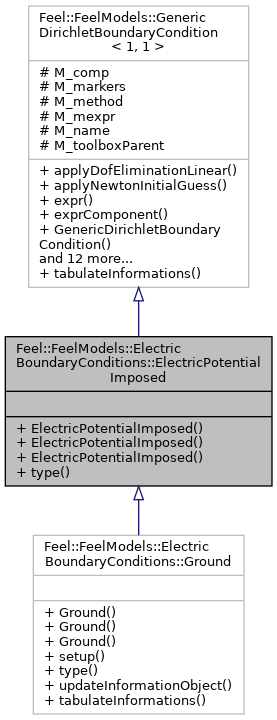 Feel::FeelModels::Generic
DirichletBoundaryCondition
< 1, 1 >
# M_comp
# M_markers
# M_method
# M_mexpr
# M_name
# M_toolboxParent
+ applyDofEliminationLinear()
+ applyNewtonInitialGuess()
+ expr()
+ exprComponent()
+ GenericDirichletBoundary
Condition()
and 12 more...
+ tabulateInformations()
Feel::FeelModels::Electric
BoundaryConditions::ElectricPotential
Imposed
+ ElectricPotentialImposed()
+ ElectricPotentialImposed()
+ ElectricPotentialImposed()
+ type()
Feel::FeelModels::Electric
BoundaryConditions::Ground
+ Ground()
+ Ground()
+ Ground()
+ setup()
+ type()
+ updateInformationObject()
+ tabulateInformations()